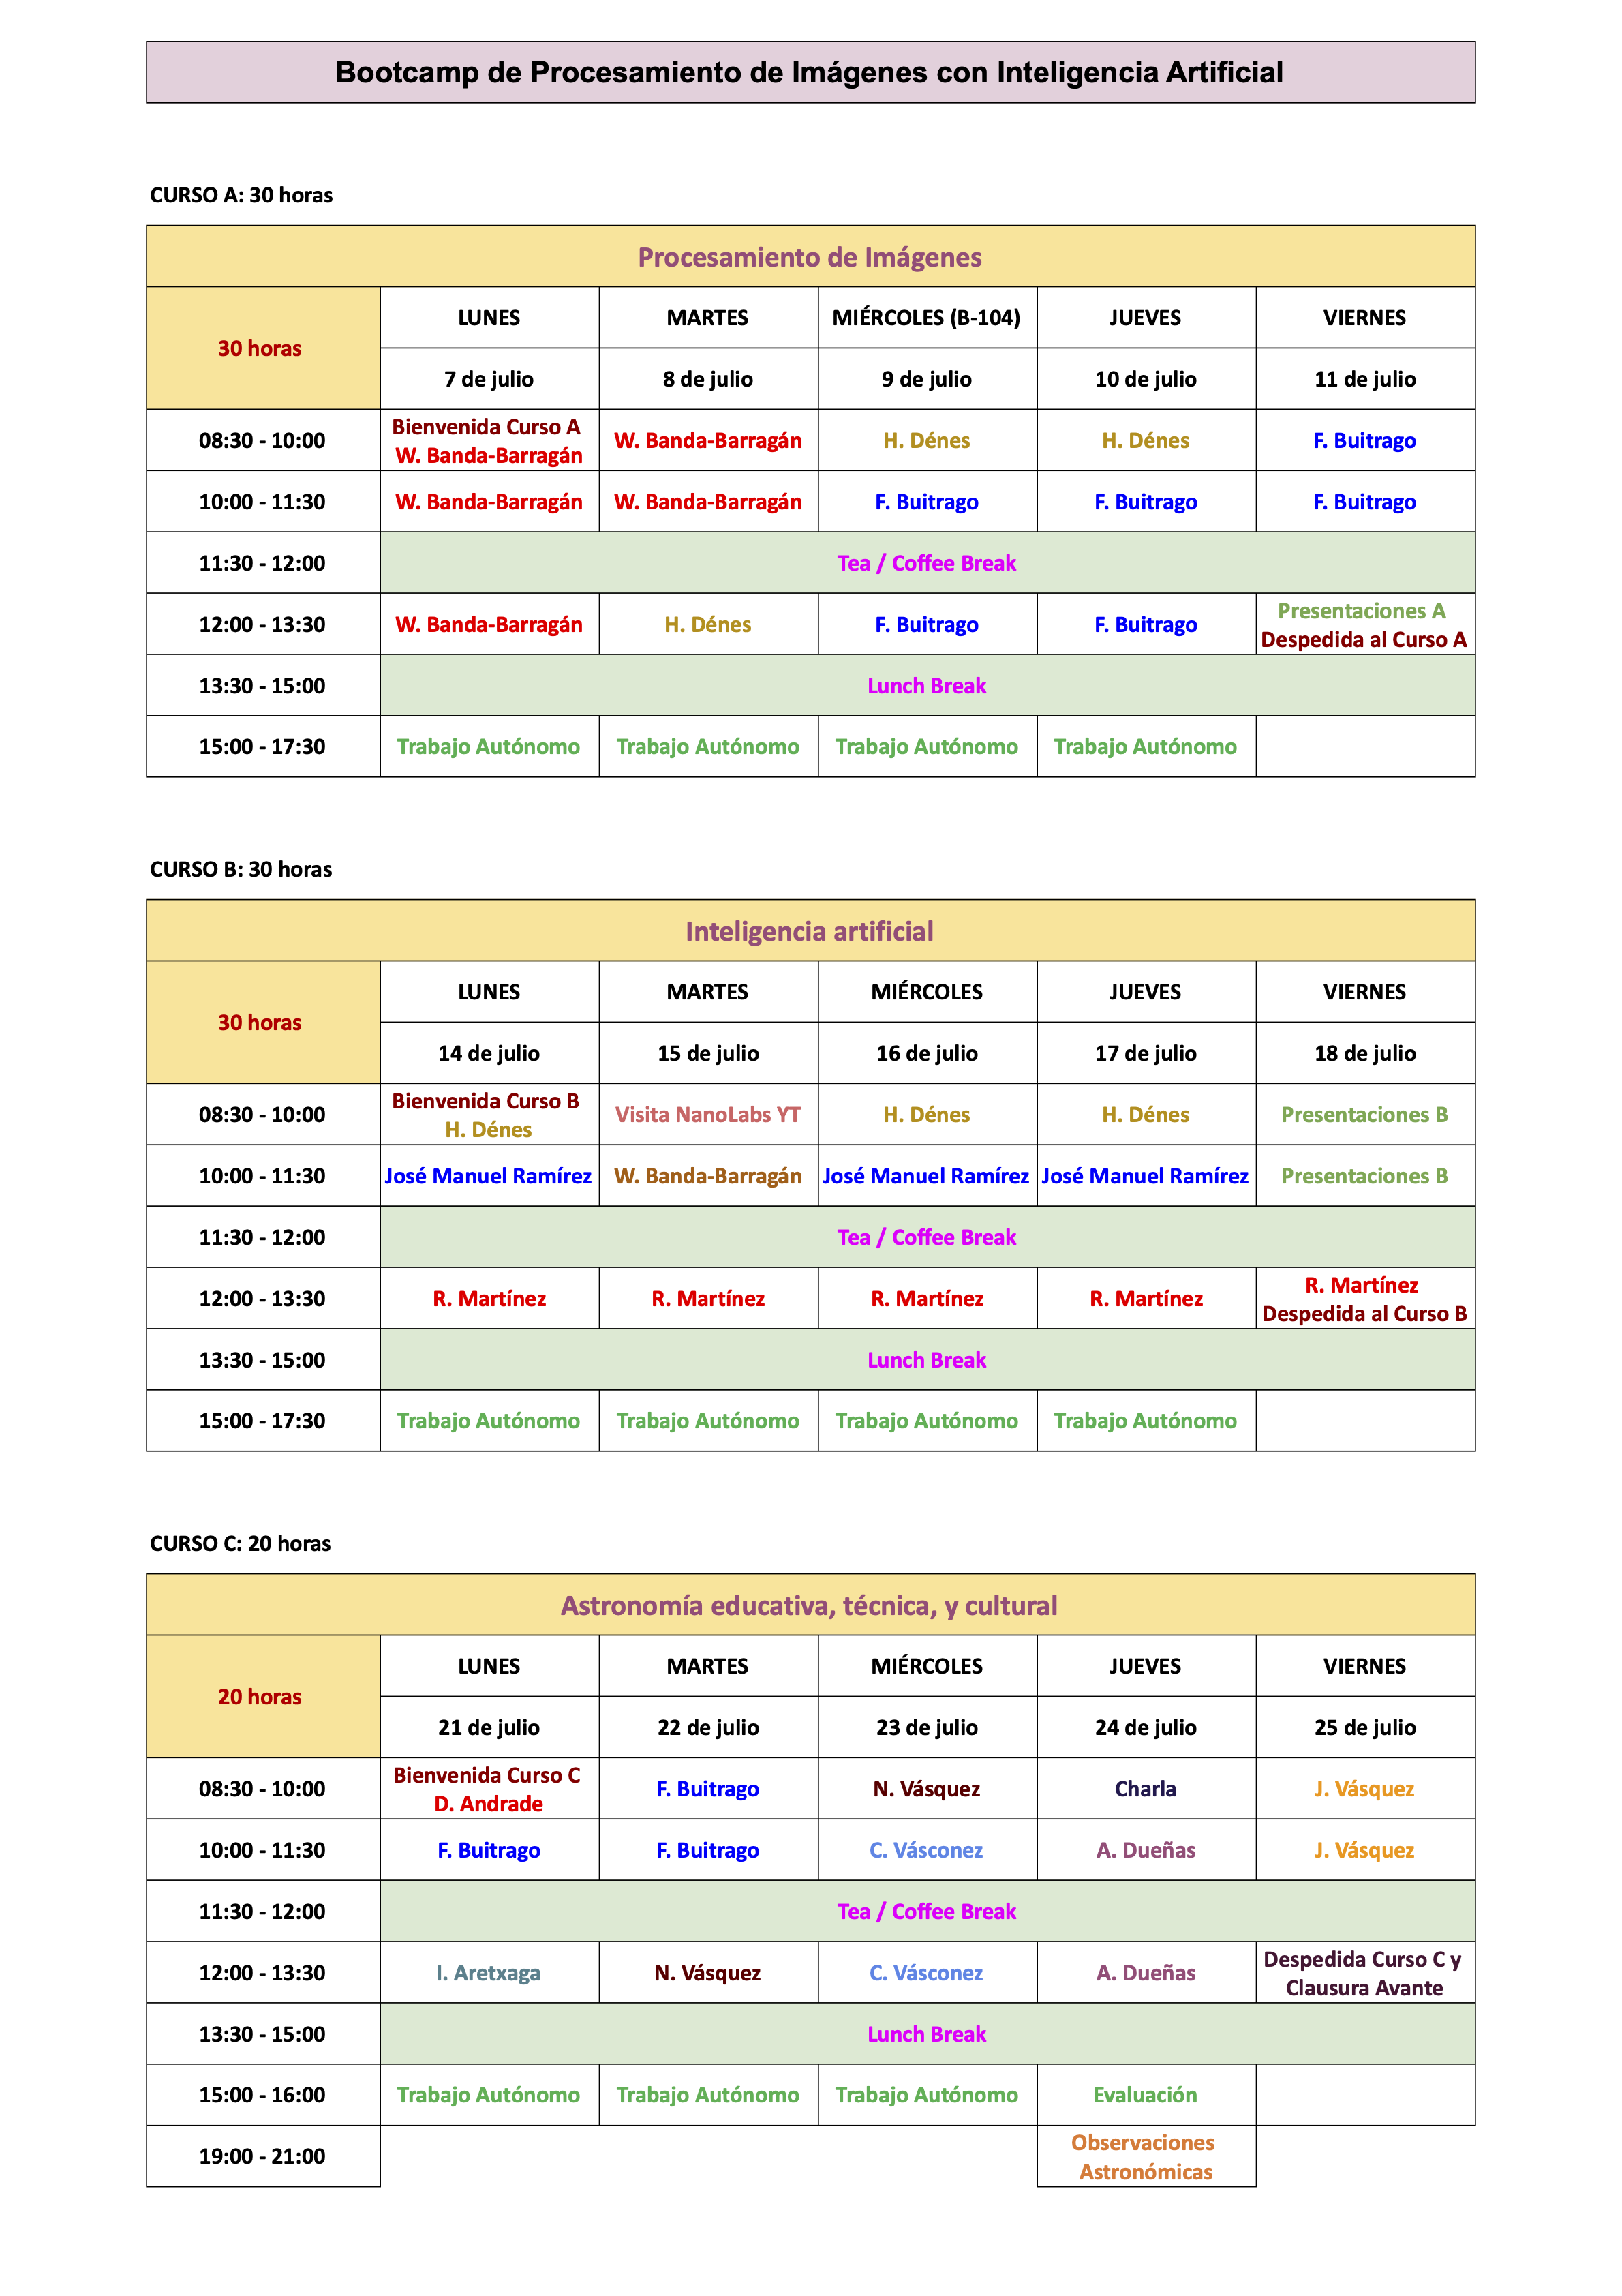 Bootcamp de Procesamiento de Imágenes con Inteligencia Artificial
CURSO A: 30 horas
Procesamiento de Imágenes
30 horas
LUNES MARTES MIÉRCOLES (B-104) JUEVES VIERNES
7 de julio 8 de julio 9 de julio 10 de julio 11 de julio
08:30 - 10:00 Bienvenida Curso A W. Banda-Barragán W. Banda-Barragán H. Dénes H. Dénes F. Buitrago
10:00 - 11:30 W. Banda-Barragán W. Banda-Barragán F. Buitrago F. Buitrago F. Buitrago
11:30 - 12:00 Tea / Coffee Break
12:00 - 13:30 W. Banda-Barragán H. Dénes F. Buitrago F. Buitrago Presentaciones A Despedida al Curso A
13:30 - 15:00 Lunch Break
15:00 - 17:30 Trabajo Autónomo Trabajo Autónomo Trabajo Autónomo Trabajo Autónomo
CURSO B: 30 horas
Inteligencia artificial
30 horas
LUNES MARTES MIÉRCOLES JUEVES VIERNES
14 de julio 15 de julio 16 de julio 17 de julio 18 de julio
08:30 - 10:00 Bienvenida Curso B H. Dénes Visita NanoLabs YT H. Dénes H. Dénes Presentaciones B
10:00 - 11:30 José Manuel Ramírez W. Banda-Barragán José Manuel Ramírez José Manuel Ramírez Presentaciones B
11:30 - 12:00 Tea / Coffee Break
12:00 - 13:30 R. Martínez R. Martínez R. Martínez R. Martínez R. Martínez Despedida al Curso B
13:30 - 15:00 Lunch Break
15:00 - 17:30 Trabajo Autónomo Trabajo Autónomo Trabajo Autónomo Trabajo Autónomo
CURSO C: 20 horas
Astronomía educativa, técnica, y cultural
20 horas
LUNES MARTES MIÉRCOLES JUEVES VIERNES
21 de julio 22 de julio 23 de julio 24 de julio 25 de julio
08:30 - 10:00 Bienvenida Curso C D. Andrade F. Buitrago N. Vásquez Charla J. Vásquez
10:00 - 11:30 F. Buitrago F. Buitrago C. Vásconez A. Dueñas J. Vásquez
11:30 - 12:00 Tea / Coffee Break
12:00 - 13:30 I. Aretxaga N. Vásquez C. Vásconez A. Dueñas Despedida Curso C y Clausura Avante
13:30 - 15:00 Lunch Break
15:00 - 16:00 Trabajo Autónomo Trabajo Autónomo Trabajo Autónomo Evaluación
19:00 - 21:00 Observaciones Astronómicas